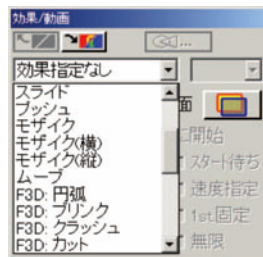 効果/動画
効果指定なし
スライド
プッシュ
モザイク
モザイク(横)
モザイク(縦)
ムーブ
F3D: 円弧
F3D: ブリンク
F3D: クラッシュ
F3D: カット
面
に開始
スタート待ち
速度指定
1st.固定
無限